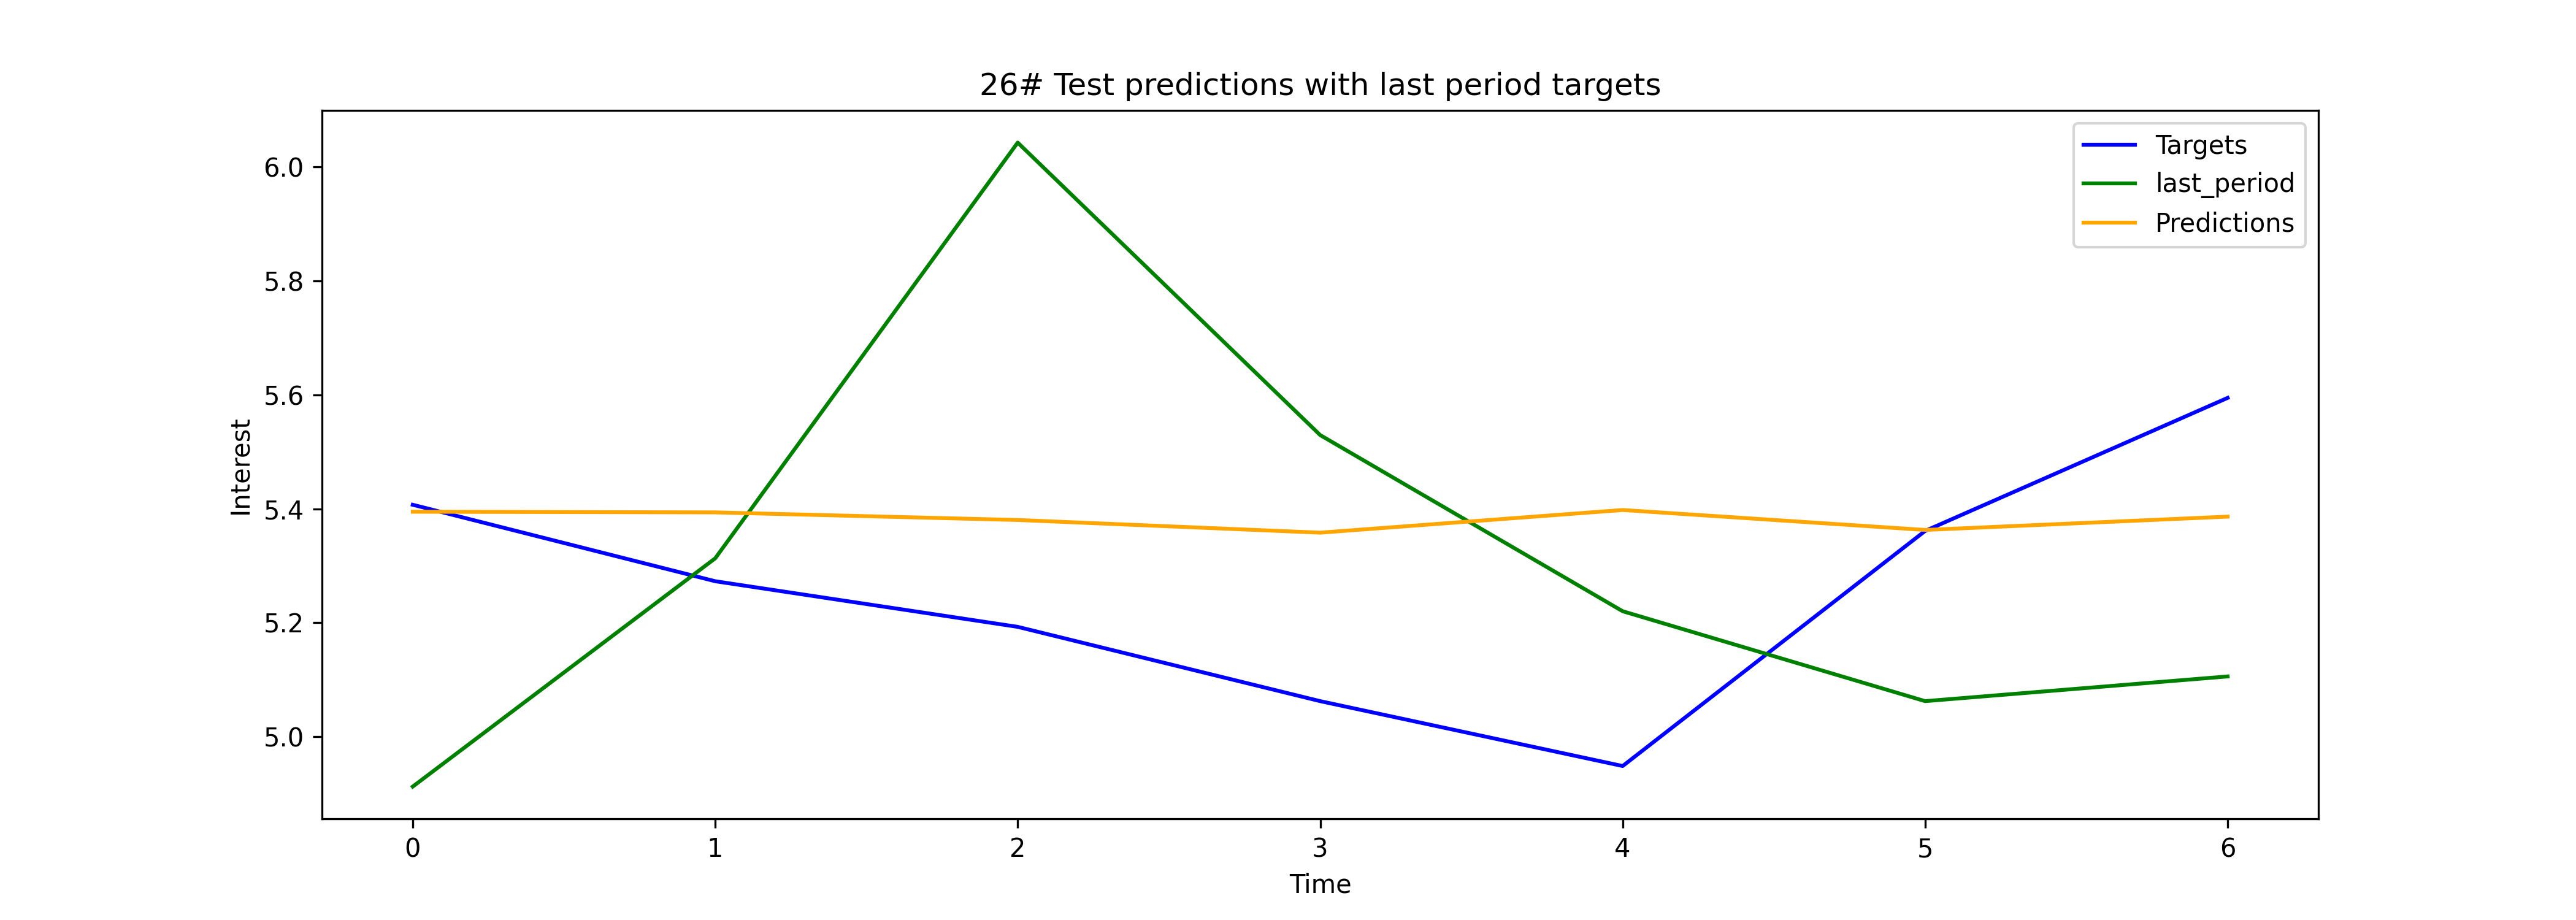 26# Test predictions with last period targets
Targets
last_period
Predictions
6.0
5.8
5.6
5.4
5.2
5.0
Interest
0 1 2 3 4 5 6
Time